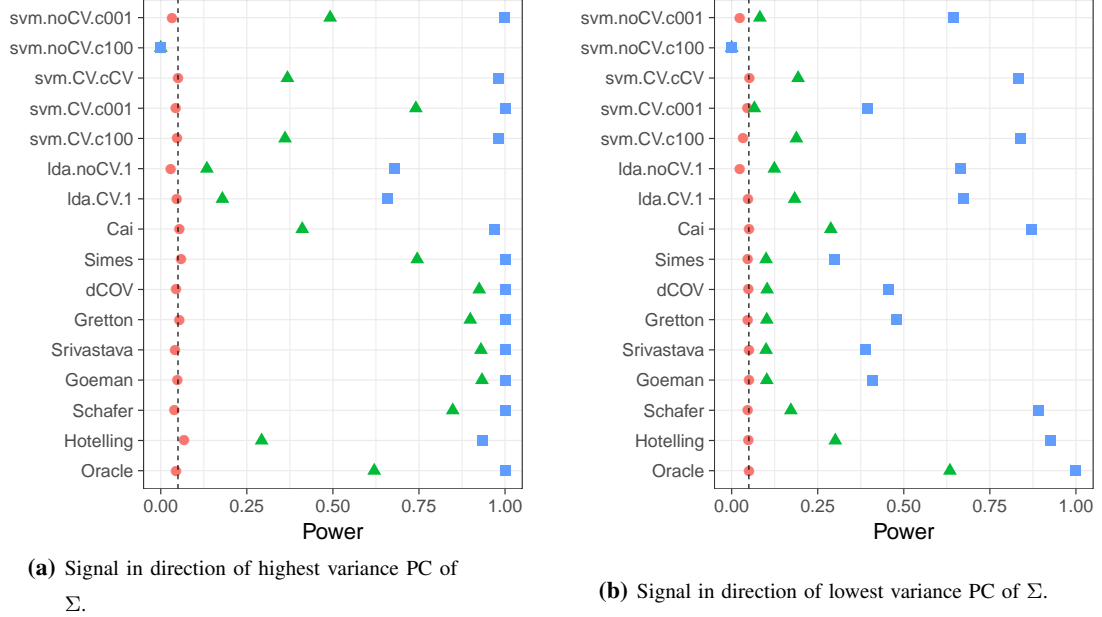 svm.noCV.c001
svm.noCV.c100
svm.CV.cCV
svm.CV.c001
svm.CV.c100
lda.noCV.1
lda.CV.1
Cai
Simes
dCOV
Gretton
Srivastava
Goeman
Schafer
Hotelling
Oracle
0.00 0.25 0.50 0.75 1.00
Power
(a) Signal in direction of highest variance PC of
Σ.
svm.noCV.c001
svm.noCV.c100
svm.CV.cCV
svm.CV.c001
svm.CV.c100
lda.noCV.1
lda.CV.1
Cai
Simes
dCOV
Gretton
Srivastava
Goeman
Schafer
Hotelling
Oracle
0.00 0.25 0.50 0.75 1.00
Power
(b) Signal in direction of lowest variance PC of Σ.